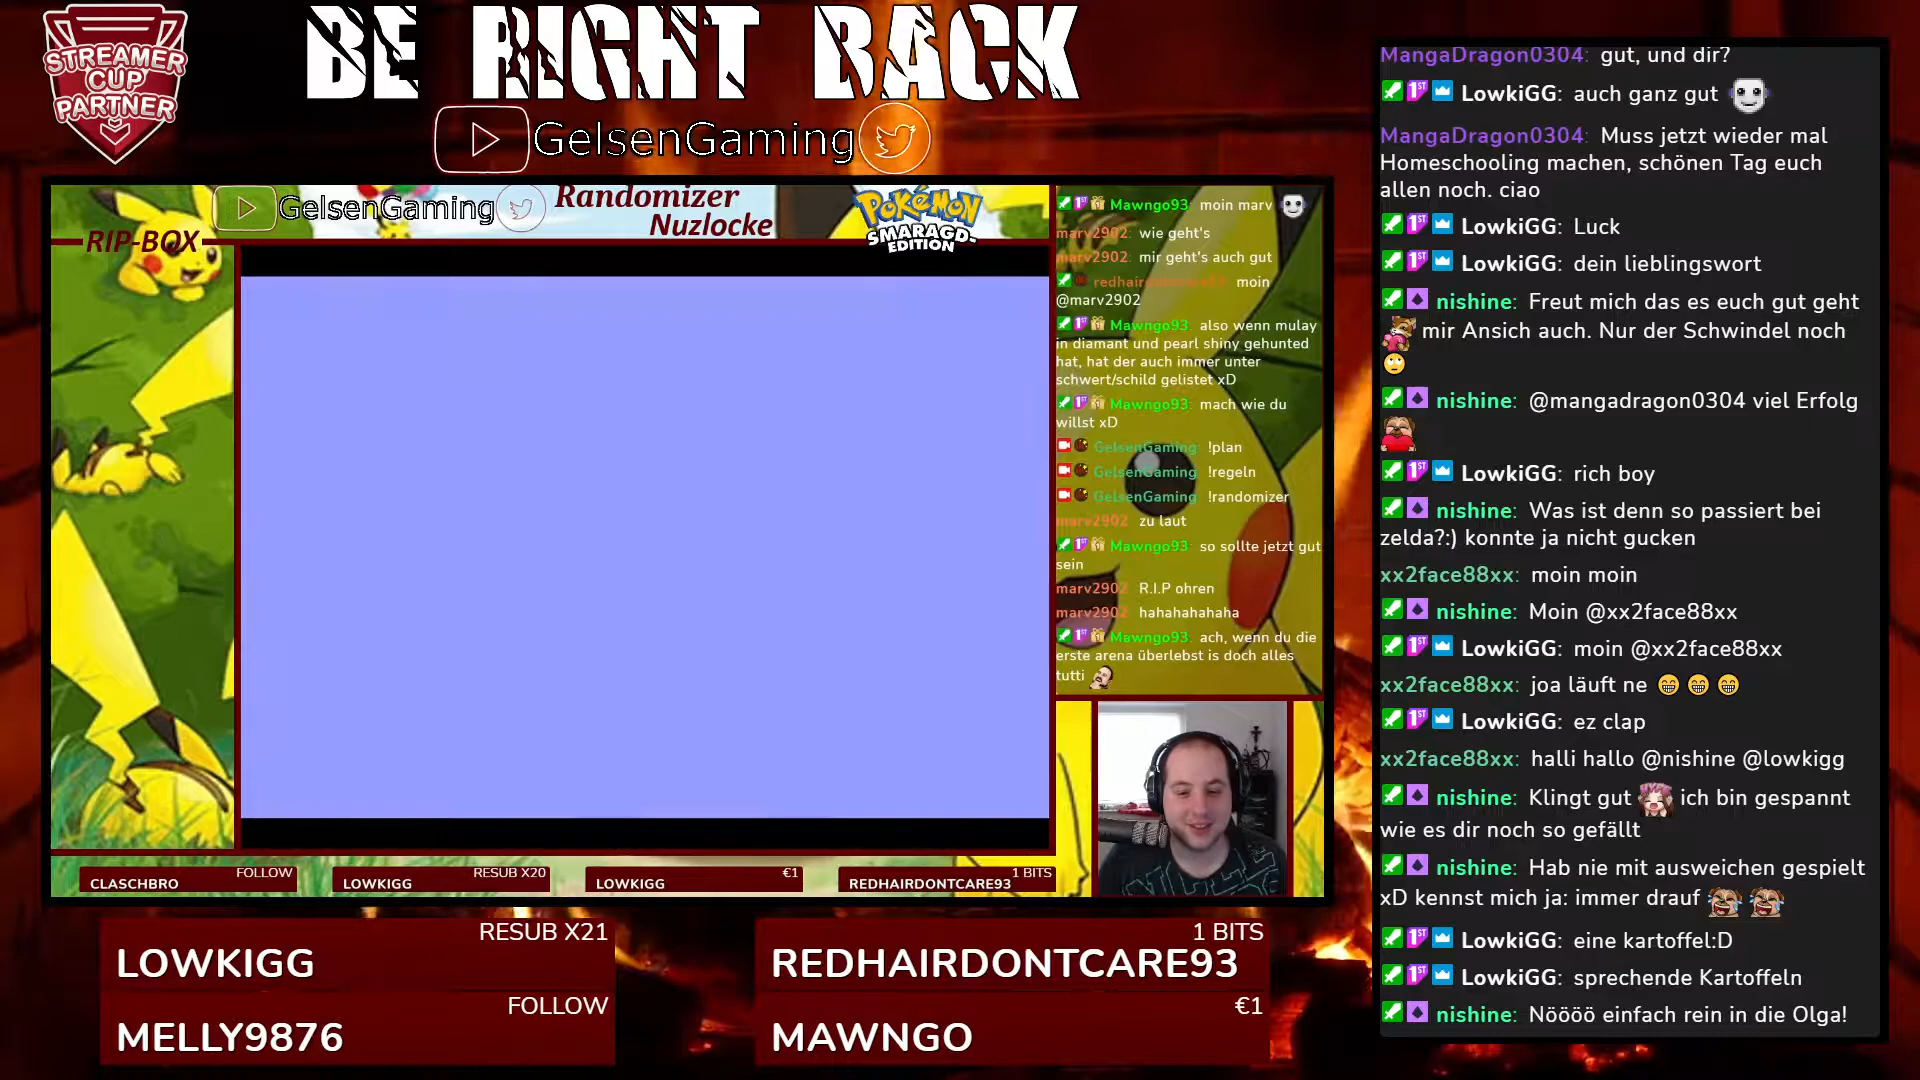 STREAMER
CUP
PARTNER
BE RIGHT BACK
GelsenGaming
GelsenGaming
Randomizer
Nuzlocke
POKéMON
SMARAGD-
EDITION
RIP-BOX
Mawngo93: moin marv
marv2902: wie geht's
marv2902: mir geht's auch gut
moin
@marv2902
Mawngo93: also wenn mulay
in diamant und pearl shiny gehunted
hat, hat der auch immer unter
schwert/schild gelistet xD
Mawngo93: mach wie du
willst xD
GelsenGaming: !plan
GelsenGaming: !regeln
GelsenGaming: !randomizer
marv2902: zu laut
Mawngo93: so sollte jetzt gut
sein
marv2902: R.I.P ohren
marv2902: hahahahahaha
Mawngo93: ach, wenn du die
erste arena überlebst is doch alles
tutti
CLASCHBRO FOLLOW
LOWKIGG RESUB X20
LOWKIGG €1
REDHAIRDONTCARE93 1 BITS
RESUB X21
LOWKIGG
FOLLOW
MELLY9876
1 BITS
REDHAIRDONTCARE93
€1
MAWNGO
MangaDragon0304: gut, und dir?
LowkiGG: auch ganz gut
MangaDragon0304: Muss jetzt wieder mal
Homeschooling machen, schönen Tag euch
allen noch. ciao
LowkiGG: Luck
LowkiGG: dein lieblingswort
nishine: Freut mich das es euch gut geht
mir Ansich auch. Nur der Schwindel noch
nishine: @mangadragon0304 viel Erfolg
LowkiGG: rich boy
nishine: Was ist denn so passiert bei
zelda?:) konnte ja nicht gucken
xx2face88xx: moin moin
nishine: Moin @xx2face88xx
LowkiGG: moin @xx2face88xx
xx2face88xx: joa läuft ne
LowkiGG: ez clap
xx2face88xx: halli hallo @nishine @lowkigg
nishine: Klingt gut ich bin gespannt
wie es dir noch so gefällt
nishine: Hab nie mit ausweichen gespielt
xD kennst mich ja: immer drauf
LowkiGG: eine kartoffel:D
LowkiGG: sprechende Kartoffeln
nishine: Nöööö einfach rein in die Olga!